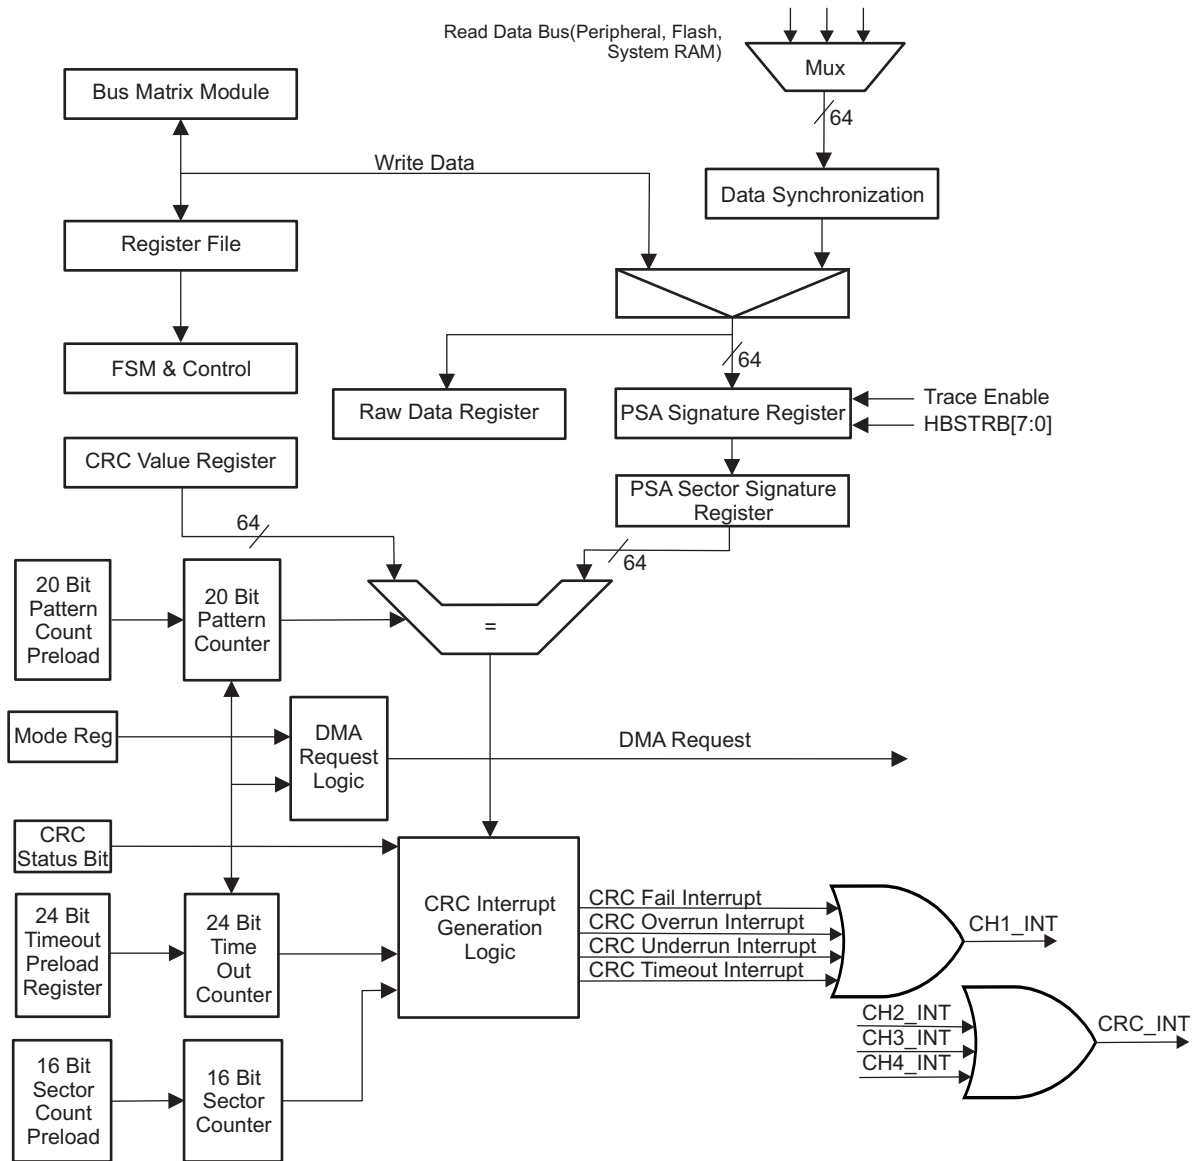 Read Data Bus(Peripheral, Flash,
System RAM)
Mux
64
Bus Matrix Module
Write Data
Data Synchronization
Register File
FSM & Control
64
Raw Data Register
PSA Signature Register
Trace Enable
HBSTRB[7:0]
CRC Value Register
PSA Sector Signature
Register
64
64
20 Bit
Pattern
Count
Preload
20 Bit
Pattern
Counter
=
Mode Reg
DMA
Request
Logic
DMA Request
CRC
Status Bit
24 Bit
Timeout
Preload
Register
24 Bit
Time
Out
Counter
CRC Interrupt
Generation
Logic
CRC Fail Interrupt
CRC Overrun Interrupt
CRC Underrun Interrupt
CRC Timeout Interrupt
CH1_INT
CH2_INT
CH3_INT
CH4_INT
CRC_INT
16 Bit
Sector
Count
Preload
16 Bit
Sector
Counter